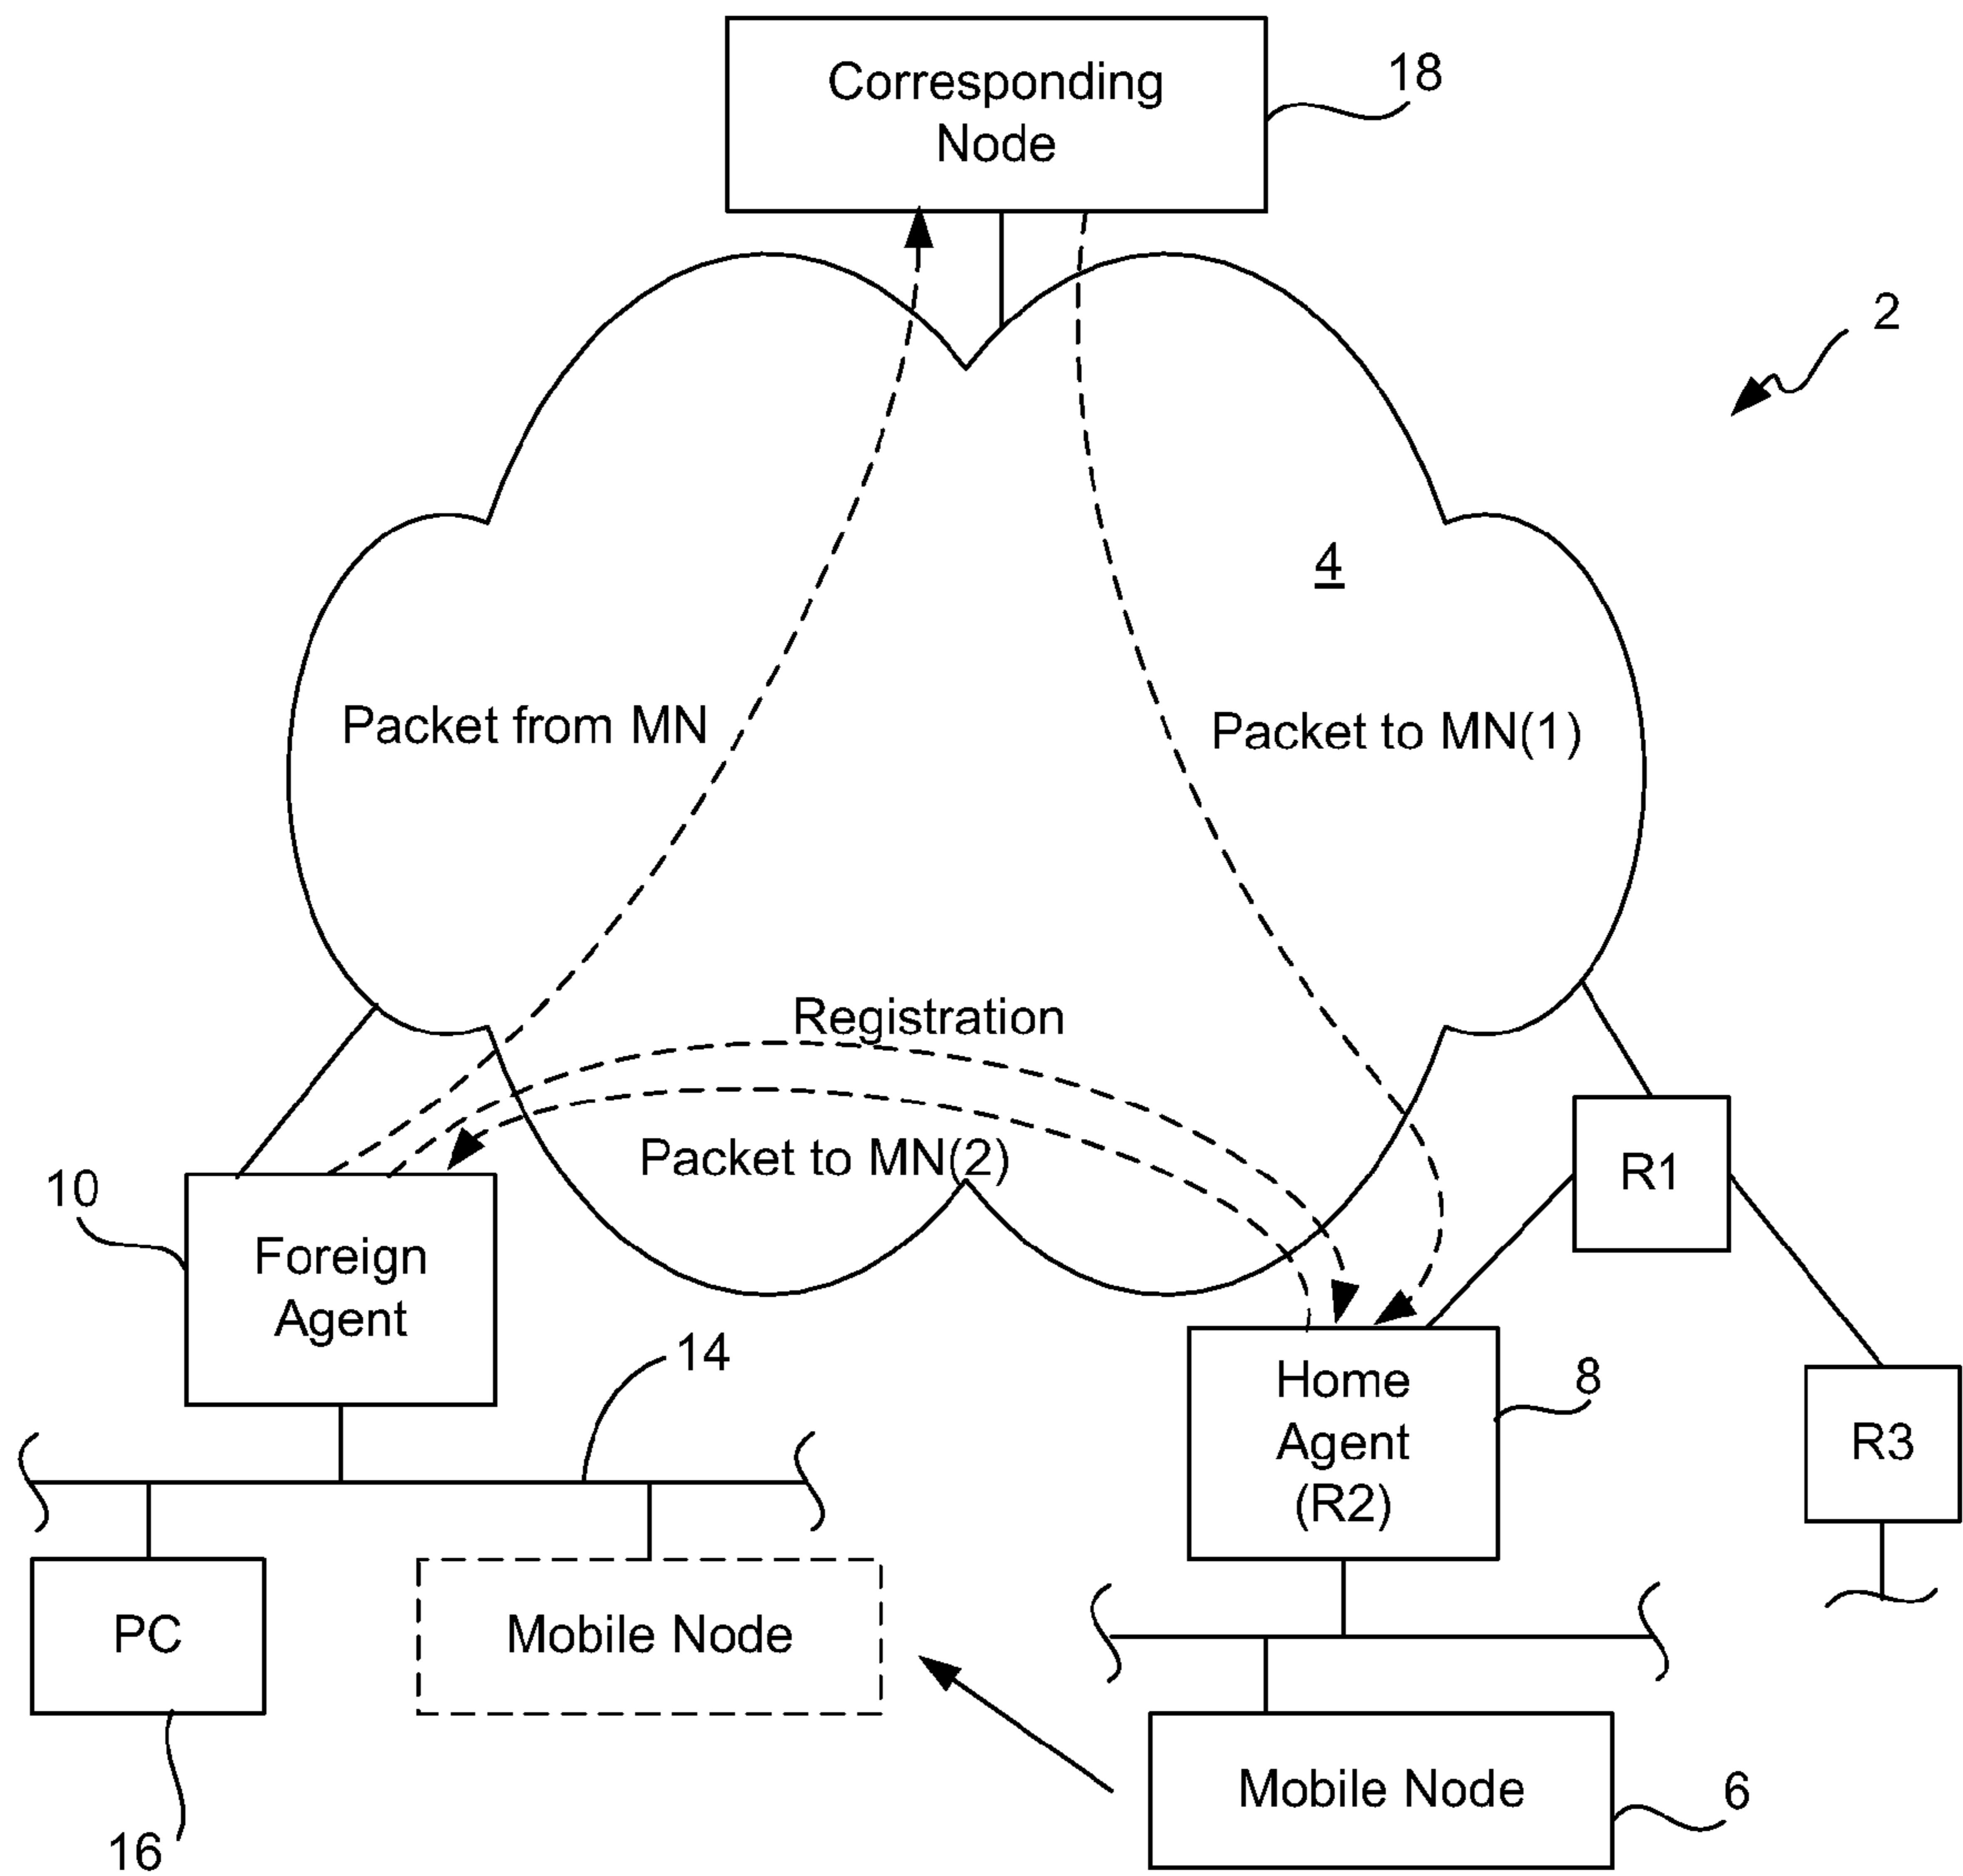 Corresponding
Node
18
2
4
Packet from MN
Packet to MN(1)
Registration
Packet to MN(2)
R1
10
Foreign
Agent
14
Home
Agent
(R2)
8
R3
PC
Mobile Node
Mobile Node
6
16